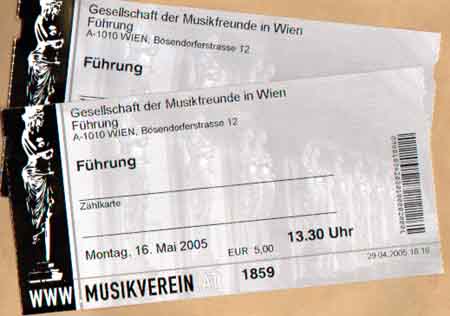 Gesellschaft der Musikfreunde in Wien
Führung
A-1010 WIEN, Bösendorferstrasse 12
Führung
Gesellschaft der Musikfreunde in Wien
Führung
A-1010 WIEN, Bösendorferstrasse 12
Führung
Zählkarte
Montag, 16. Mai 2005 EUR 5,00 13.30 Uhr
WWW MUSIKVEREIN.AT 1859 29.04.2005 16:16